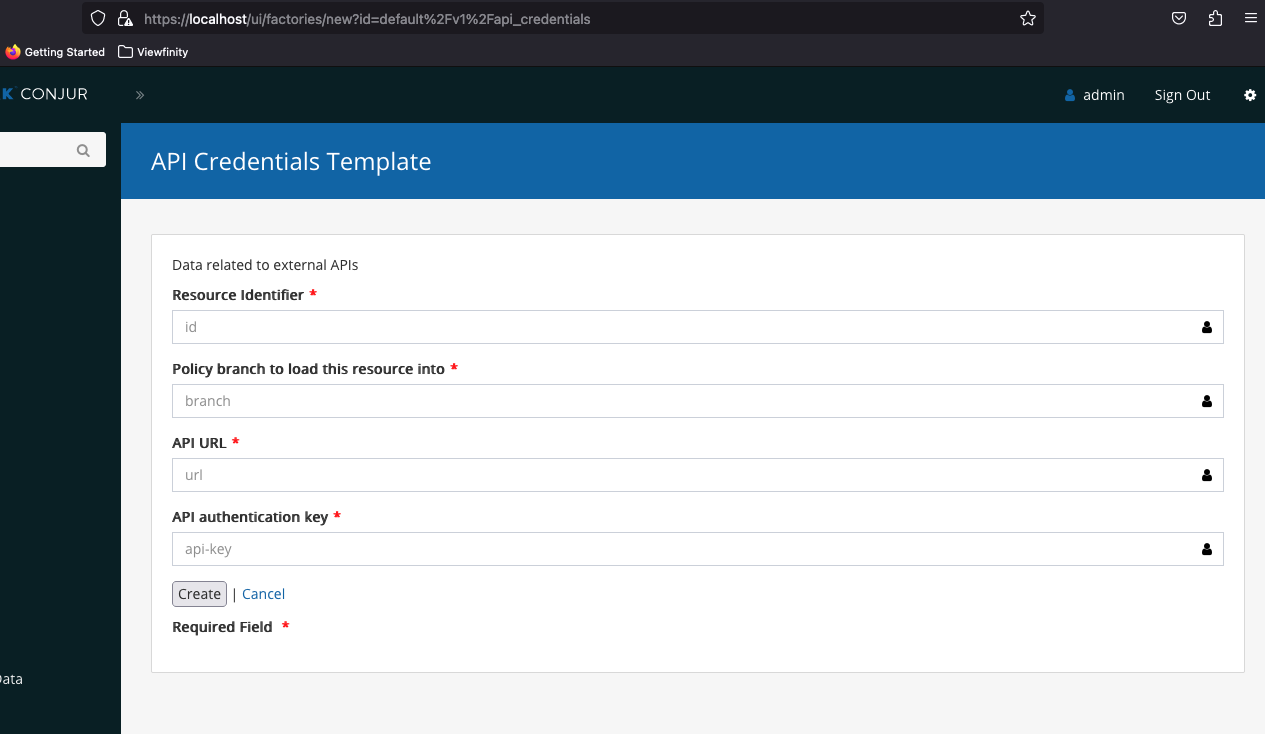 https://localhost/ui/factories/new?id=default%2Fv1%2Fapi_credentials
Getting Started Viewfinity
CONJUR » admin Sign Out
API Credentials Template
Data related to external APIs
Resource Identifier *
id
Policy branch to load this resource into *
branch
API URL *
url
API authentication key *
api-key
Create | Cancel
Required Field *
Data